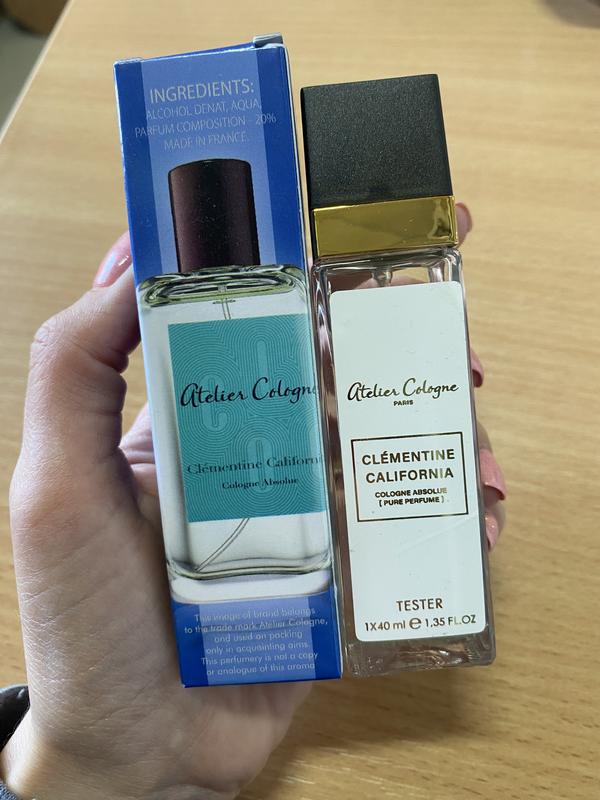 INGREDIENTS:
ALCOHOL DENAT, AQUA,
PARFUM COMPOSITION - 20%
MADE IN FRANCE.
Atelier Cologne
Clémentine Californi
Cologne Absolue
This image of brand belongs
to the trade mark Atelier Cologne,
and used on packing
only in acquainting aims.
This perfumery is not a copy
or analogue of this aroma
Atelier Cologne
PARIS
CLÉMENTINE
CALIFORNIA
COLOGNE ABSOLUE
[ PURE PERFUME ]
TESTER
1X40 ml ℮ 1.35 FL.OZ